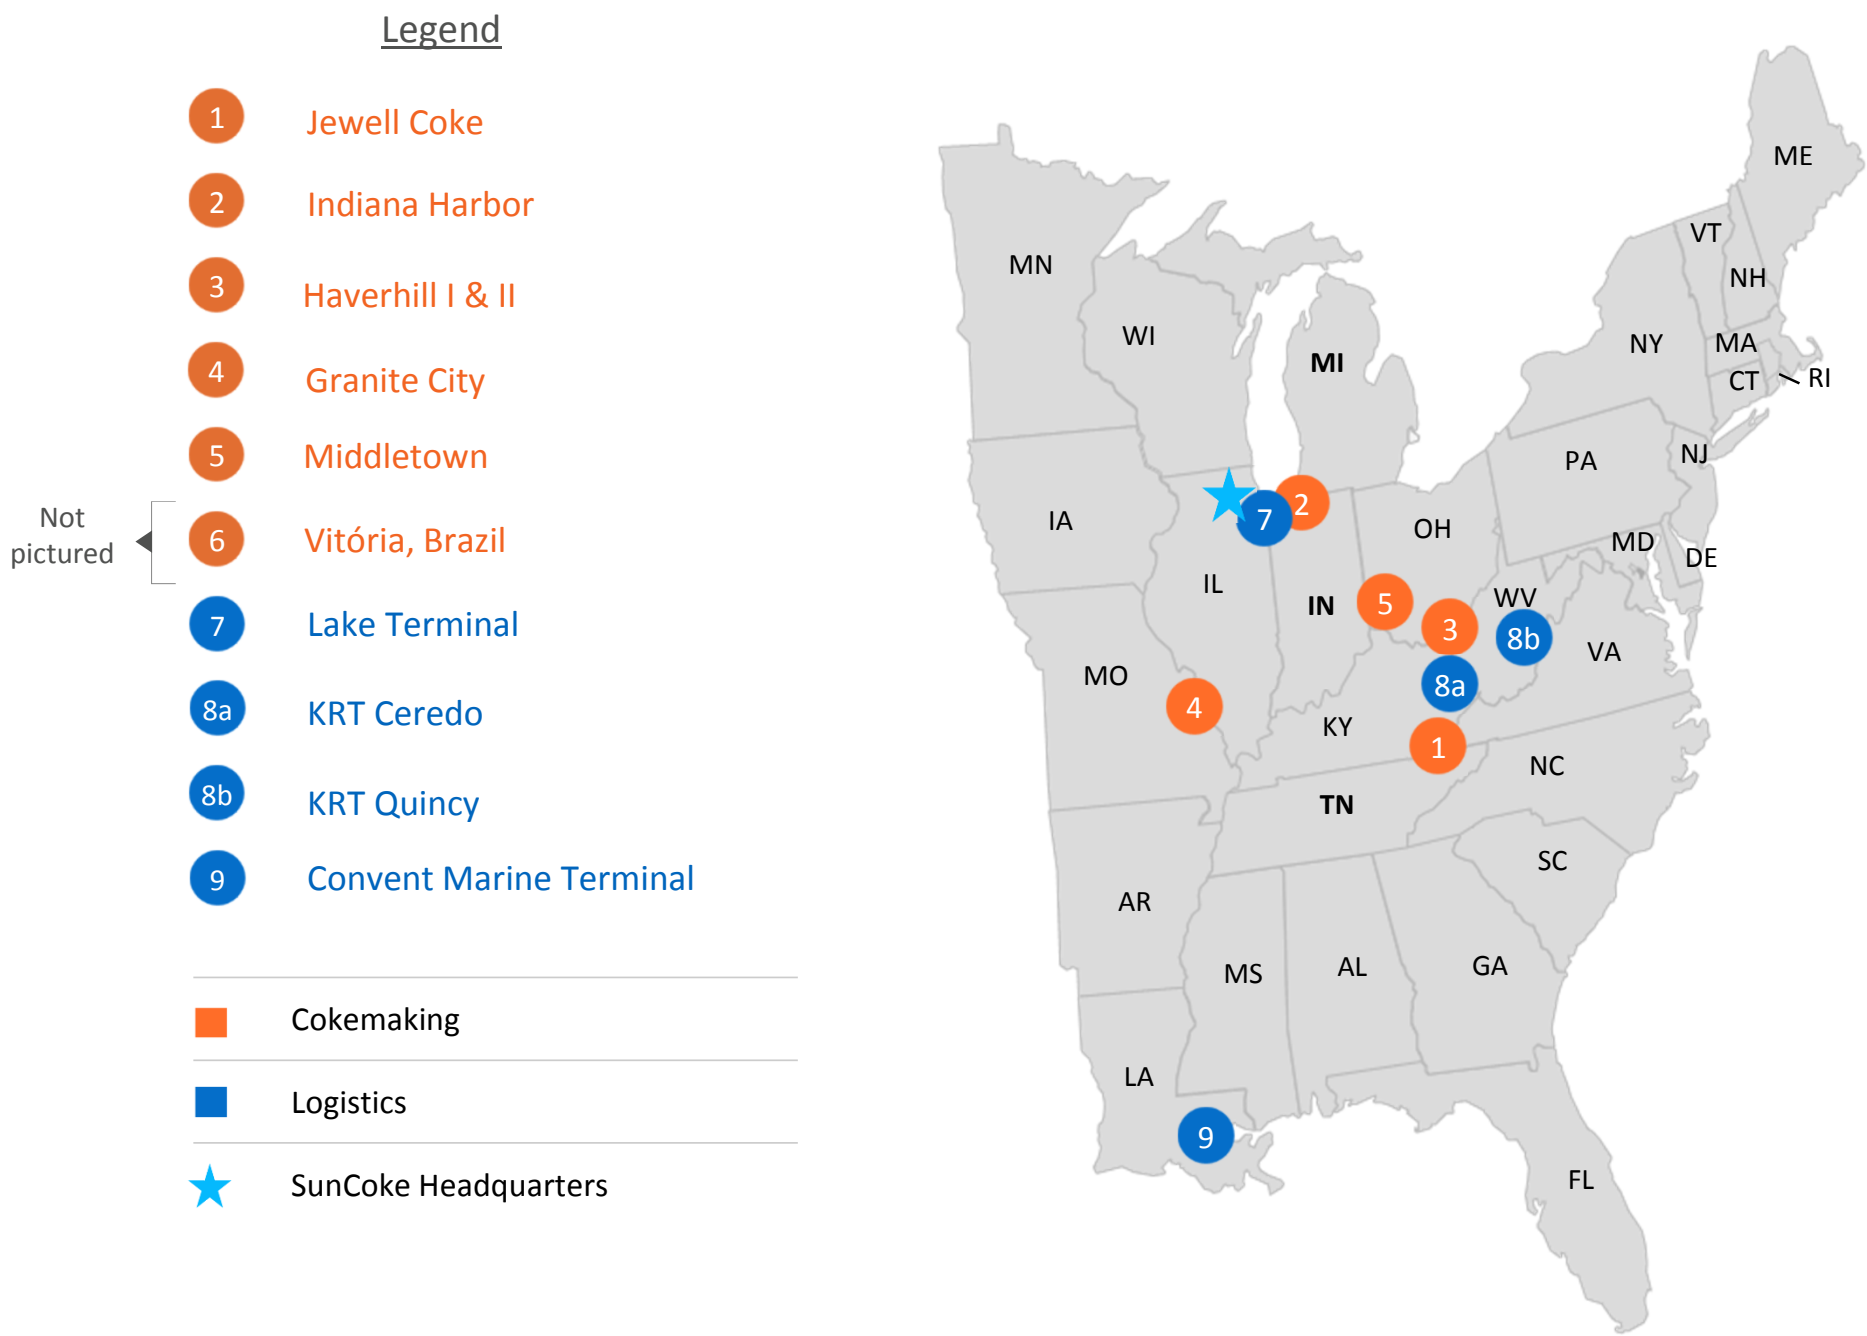 Legend
1 Jewell Coke
2 Indiana Harbor
3 Haverhill I & II
4 Granite City
5 Middletown
Not
pictured
6 Vitória, Brazil
7 Lake Terminal
8a KRT Ceredo
8b KRT Quincy
9 Convent Marine Terminal
Cokemaking
Logistics
SunCoke Headquarters
ME
VT
MN
NH
WI
NY
MA
MI
CT
RI
NJ
PA
2
7
IA
OH
MD
DE
IL
WV
5
IN
3
8b
VA
MO
8a
4
KY
1
NC
TN
SC
AR
GA
AL
MS
LA
9
FL